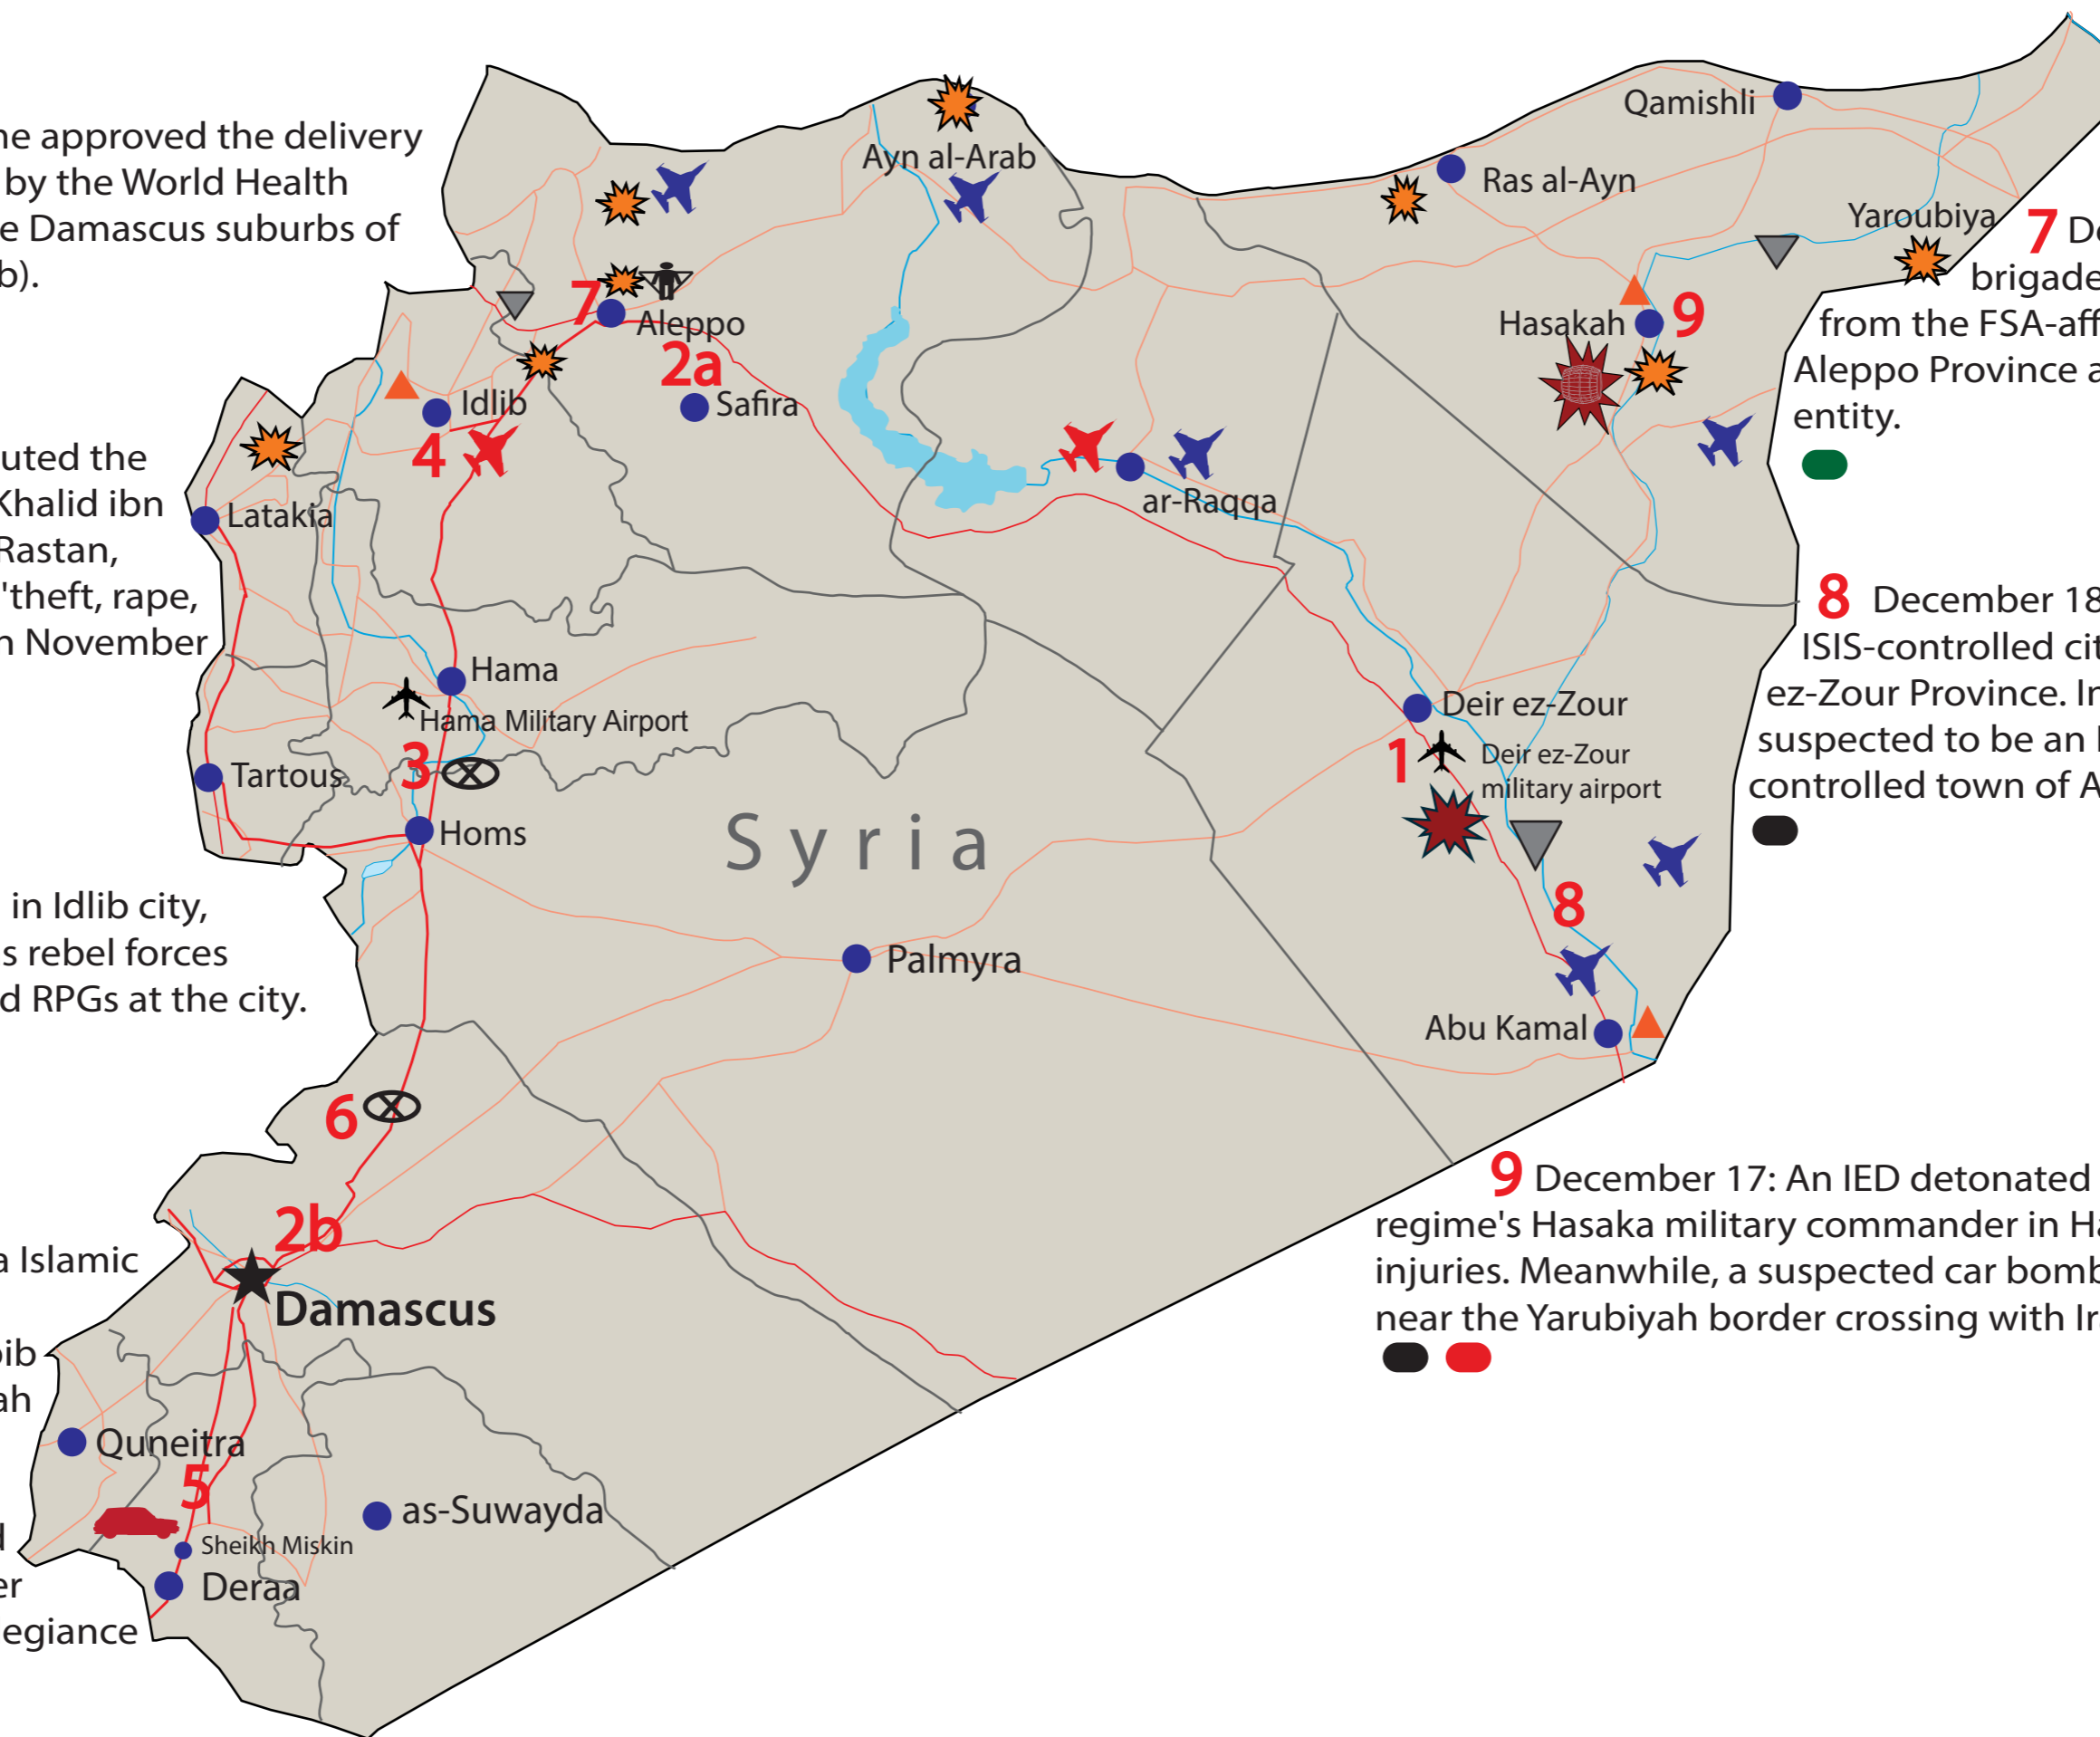 ne approved the delivery
by the World Health
e Damascus suburbs of
b).
uted the
Khalid ibn
Rastan,
"theft, rape,
n November
in Idlib city,
s rebel forces
d RPGs at the city.
a Islamic
ib
ah
d
er
legiance
Ayn al-Arab
Qamishli
Ras al-Ayn
Yaroubiya
Hasakah
9
7
Aleppo
2a
Safira
Idlib
4
Latakia
ar-Raqqa
Hama
Hama Military Airport
3
Tartous
Homs
Syria
Deir ez-Zour
1
Deir ez-Zour
military airport
8
Palmyra
Abu Kamal
6
2b
Damascus
Quneitra
5
as-Suwayda
Sheikh Miskin
Deraa
7 De
brigade
from the FSA-aff
Aleppo Province a
entity.
8 December 18
ISIS-controlled cit
ez-Zour Province. In
suspected to be an
controlled town of A
9 December 17: An IED detonated
regime's Hasaka military commander in Ha
injuries. Meanwhile, a suspected car bomb
near the Yarubiyah border crossing with Ir